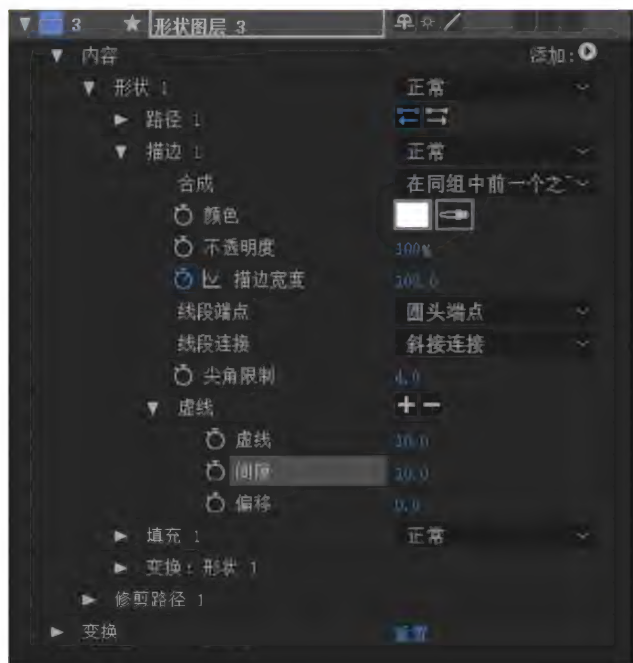 3 形状图层 3
内容 添加:
形状 1 正常
路径 1
描边 1 正常
合成 在同组中前一个之
颜色
不透明度 100%
描边宽度 100.0
线段端点 圆头端点
线段连接 斜接连接
尖角限制 4.0
虚线
虚线 10.0
间隙 10.0
偏移 0.0
填充 1 正常
变换:形状 1
修剪路径 1
变换 重置